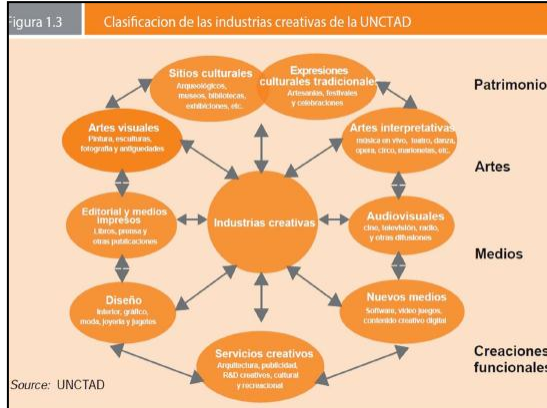 Figura 1.3
Clasificacion de las industrias creativas de la UNCTAD
Sitios culturales
Arqueológicos,
museos, bibliotecas,
exhibiciones, etc.
Expresiones
culturales tradicionales
Artesanías, festivales
y celebraciones
Patrimonio
Artes visuales
Pintura, esculturas,
fotografía y antiguedades
Artes interpretativas
música en vivo, teatro, danza,
opera, circo, marionetas, etc.
Artes
Editorial y medios
impresos
Libros, prensa y
otras publicaciones
Industrias creativas
Audiovisuales
cine, televisión, radio,
y otras difusiones
Medios
Diseño
Interior, gráfico,
moda, joyería y jugetes
Nuevos medios
Software, video juegos,
contenido creativo digital
Servicios creativos
Arquitectura, publicidad,
R&D creativos, cultural
y recreacional
Creaciones
funcionales
Source: UNCTAD